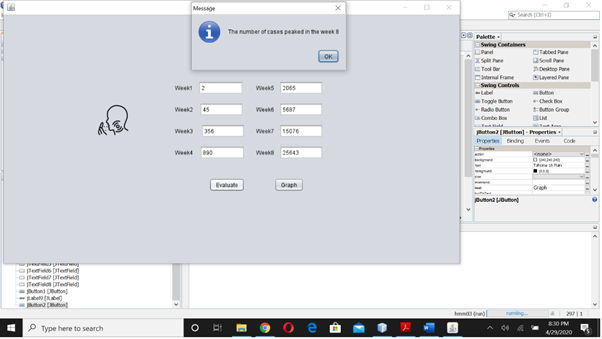 Message
The number of cases peaked in the week 8
OK
Week1 2 Week5 2065
Week2 45 Week6 5687
Week3 356 Week7 15076
Week4 890 Week8 25643
Evaluate Graph
Search (Ctrl+I)
Palette
Swing Containers
Panel Tabbed Pane
Split Pane Scroll Pane
Tool Bar Desktop Pane
Internal Frame Layered Pane
Swing Controls
Label Button
Toggle Button Check Box
Radio Button Button Group
Combo Box List
jButton2 [JButton] - Properties
Properties Binding Events Code
Properties
action <none>
background [240,240,240]
font Tahoma 18 Plain
foreground [0,0,0]
text Graph
jButton2 [JButton]
jTextField6 [JTextField]
jTextField7 [JTextField]
jTextField8 [JTextField]
jButton1 [JButton]
jLabel9 [JLabel]
jButton2 [JButton]
hmm03 (run) running... 297 | 1
Type here to search
8:30 PM
4/29/2020